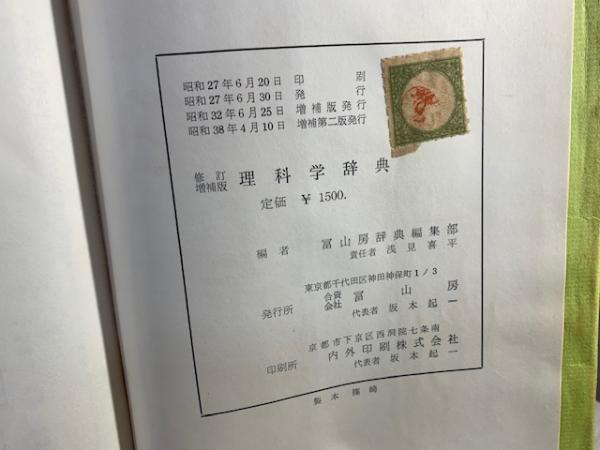 昭和27年6月20日 印刷
昭和27年6月30日 発行
昭和32年6月25日 増補版発行
昭和38年4月10日 増補第二版発行
修訂
増補版 理科学辞典
定価 ¥ 1500.
編者 冨山房辞典編集部
責任者 浅見喜平
東京都千代田区神田神保町1ノ3
発行所 合資会社 冨山房
代表者 坂本起一
京都市下京区西洞院七条南
印刷所 内外印刷株式会社
代表者 坂本起一
製本 篠崎